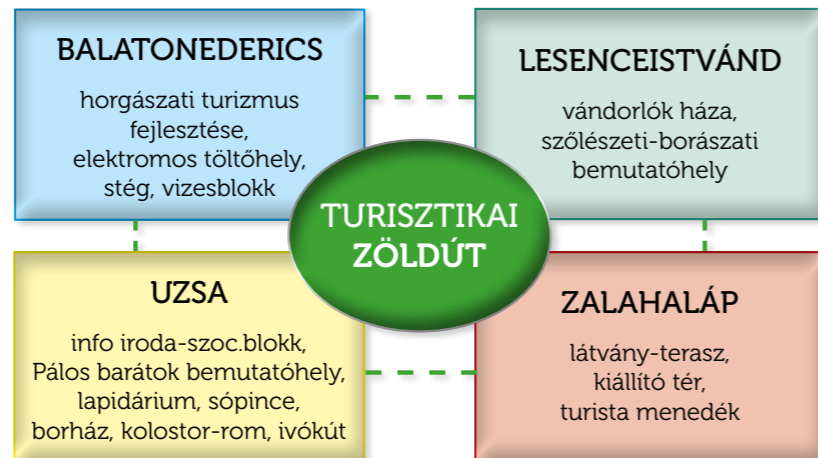 BALATONEDERICS
horgászati turizmus
fejlesztése,
elektromos töltőhely,
stég, vizesblokk
LESENCEISTVÁND
vándorlók háza,
szőlészeti-borászati
bemutatóhely
TURISZTIKAI
ZÖLDÚT
UZSA
info iroda-szoc.blokk,
Pálos barátok bemutatóhely,
lapidárium, sópince,
borház, kolostor-rom, ivókút
ZALAHALÁP
látvány-terasz,
kiállító tér,
turista menedék